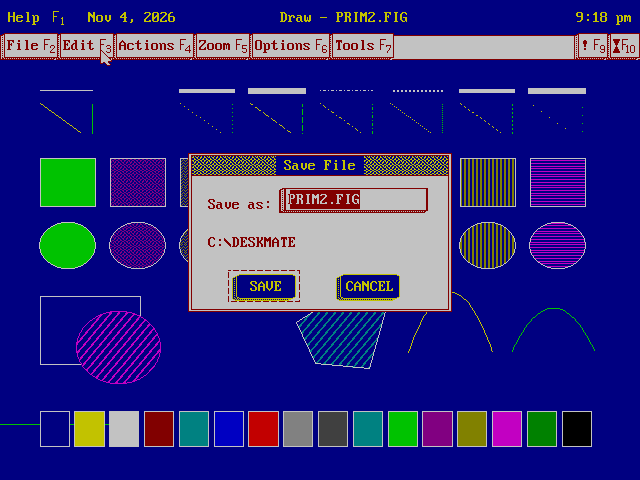 Help F1 Nov 4, 2026 Draw - PRIM2.FIG 9:18 pm
File F2 Edit F3 Actions F4 Zoom F5 Options F6 Tools F7 ! F9 F10
Save File
Save as: PRIM2.FIG
C:\DESKMATE
SAVE CANCEL